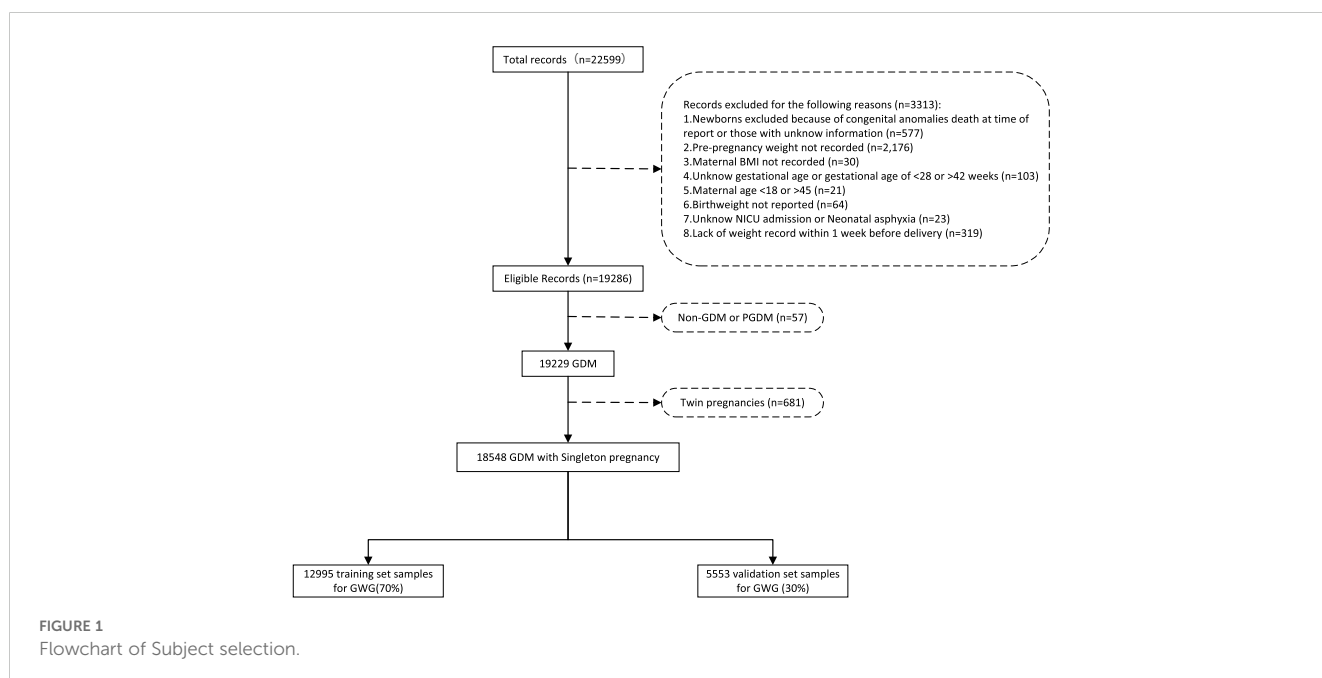 Total records （n=22599）
Records excluded for the following reasons (n=3313):
1.Newborns excluded because of congenital anomalies death at time of
report or those with unknow information (n=577)
2.Pre-pregnancy weight not recorded (n=2,176)
3.Maternal BMI not recorded (n=30)
4.Unknow gestational age or gestational age of <28 or >42 weeks (n=103)
5.Maternal age <18 or >45 (n=21)
6.Birthweight not reported (n=64)
7.Unknow NICU admission or Neonatal asphyxia (n=23)
8.Lack of weight record within 1 week before delivery (n=319)
Eligible Records (n=19286)
Non-GDM or PGDM (n=57)
19229 GDM
Twin pregnancies (n=681)
18548 GDM with Singleton pregnancy
12995 training set samples
for GWG(70%)
5553 validation set samples
for GWG (30%)
FIGURE 1
Flowchart of Subject selection.